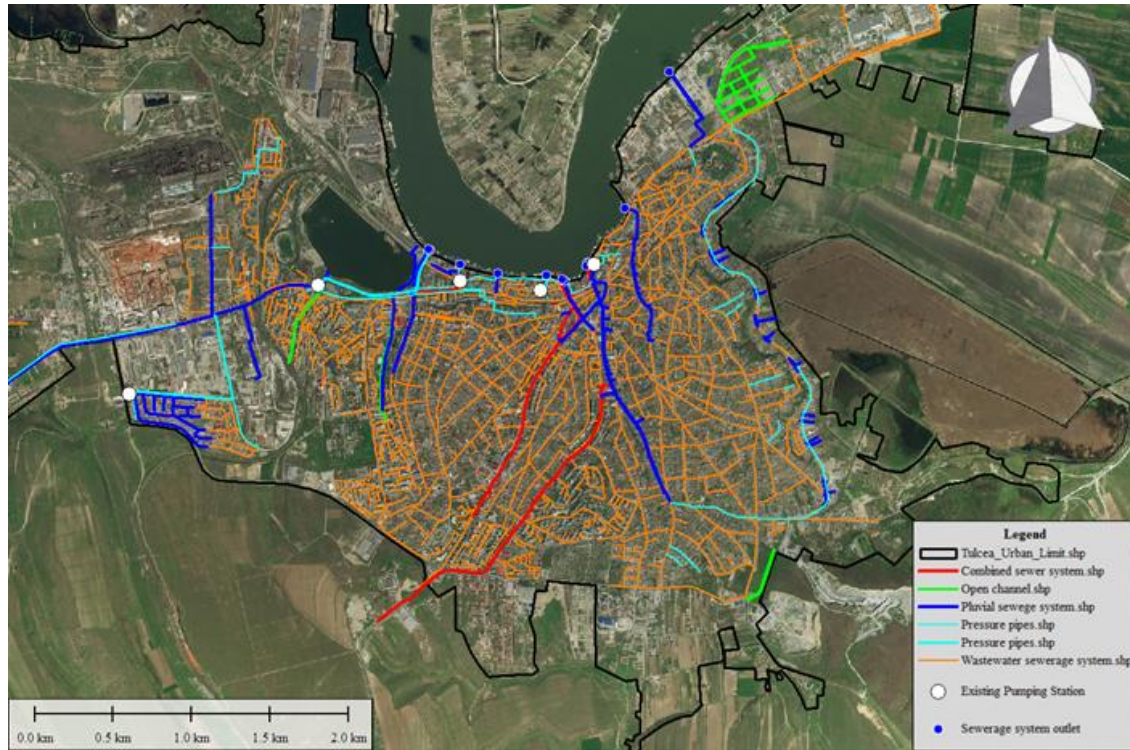 Legend
Tulcea_Urban_Limit.shp
Combined sewer system.shp
Open channel.shp
Pluvial sewege system.shp
Pressure pipes.shp
Pressure pipes.shp
Wastewater sewerage system.shp
Existing Pumping Station
Sewerage system outlet
0.0 km 0.5 km 1.0 km 1.5 km 2.0 km